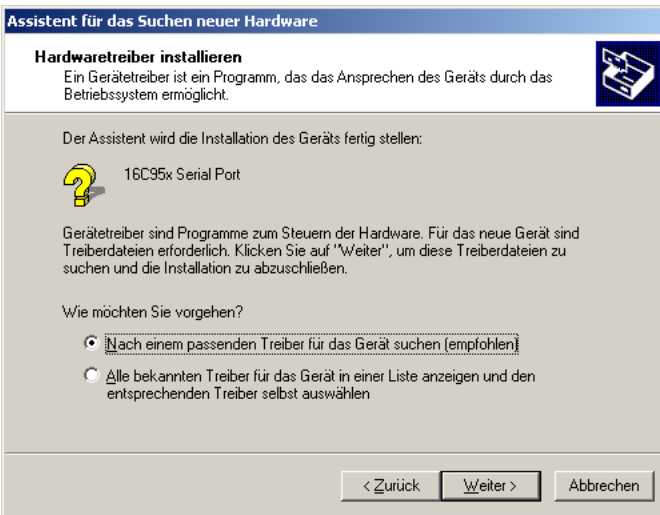 Assistent für das Suchen neuer Hardware
Hardwaretreiber installieren
Ein Gerätetreiber ist ein Programm, das das Ansprechen des Geräts durch das
Betriebssystem ermöglicht.
Der Assistent wird die Installation des Geräts fertig stellen:
16C95x Serial Port
Gerätetreiber sind Programme zum Steuern der Hardware. Für das neue Gerät sind
Treiberdateien erforderlich. Klicken Sie auf "Weiter", um diese Treiberdateien zu
suchen und die Installation zu abzuschließen.
Wie möchten Sie vorgehen?
Nach einem passenden Treiber für das Gerät suchen (empfohlen)
Alle bekannten Treiber für das Gerät in einer Liste anzeigen und den
entsprechenden Treiber selbst auswählen
< Zurück Weiter > Abbrechen